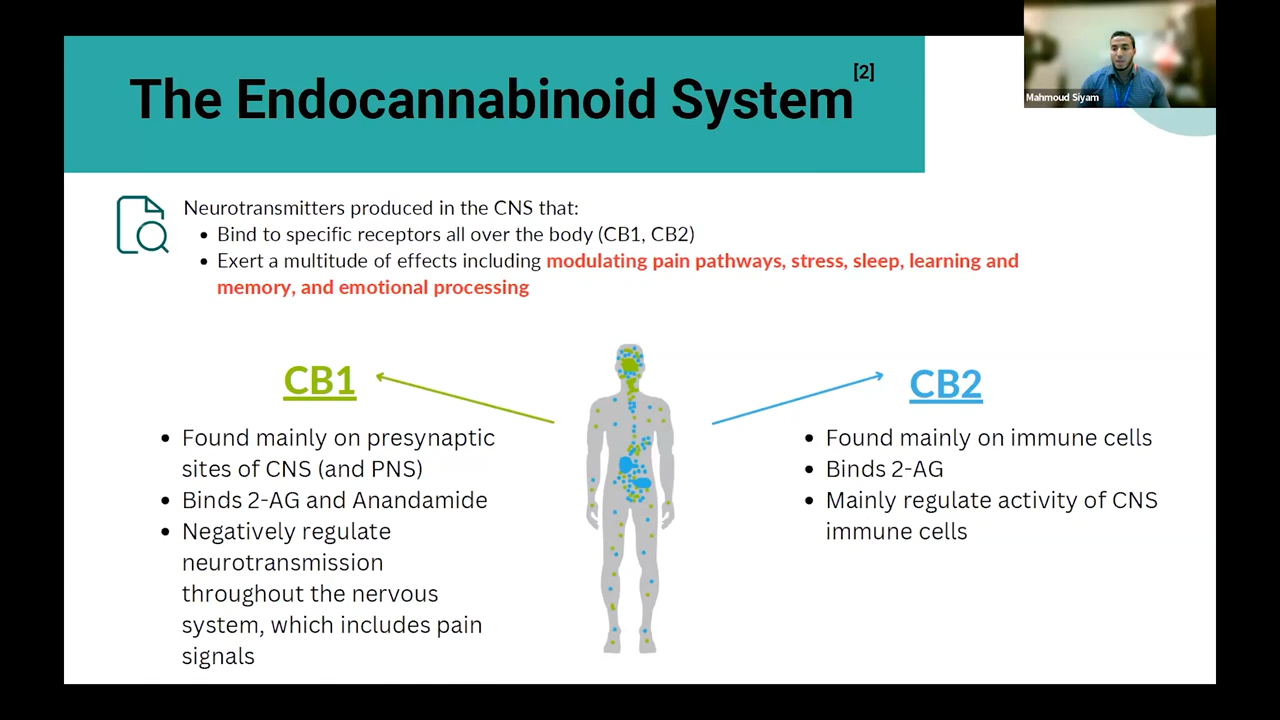 The Endocannabinoid System[2]
Mahmoud Siyam
Neurotransmitters produced in the CNS that:
• Bind to specific receptors all over the body (CB1, CB2)
• Exert a multitude of effects including modulating pain pathways, stress, sleep, learning and
memory, and emotional processing
CB1
• Found mainly on presynaptic
sites of CNS (and PNS)
• Binds 2-AG and Anandamide
• Negatively regulate
neurotransmission
throughout the nervous
system, which includes pain
signals
CB2
• Found mainly on immune cells
• Binds 2-AG
• Mainly regulate activity of CNS
immune cells